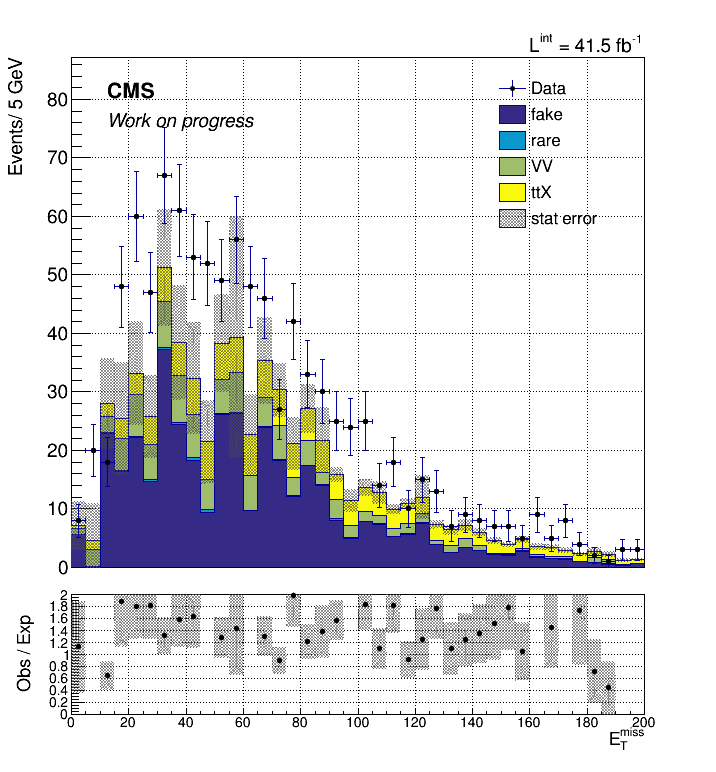 L^int = 41.5 fb^-1
Events/ 5 GeV
CMS
Work on progress
Data
fake
rare
VV
ttX
stat error
80
70
60
50
40
30
20
10
0
Obs / Exp
2
1.8
1.6
1.4
1.2
1
0.8
0.6
0.4
0.2
0
0 20 40 60 80 100 120 140 160 180 200
E_T^miss